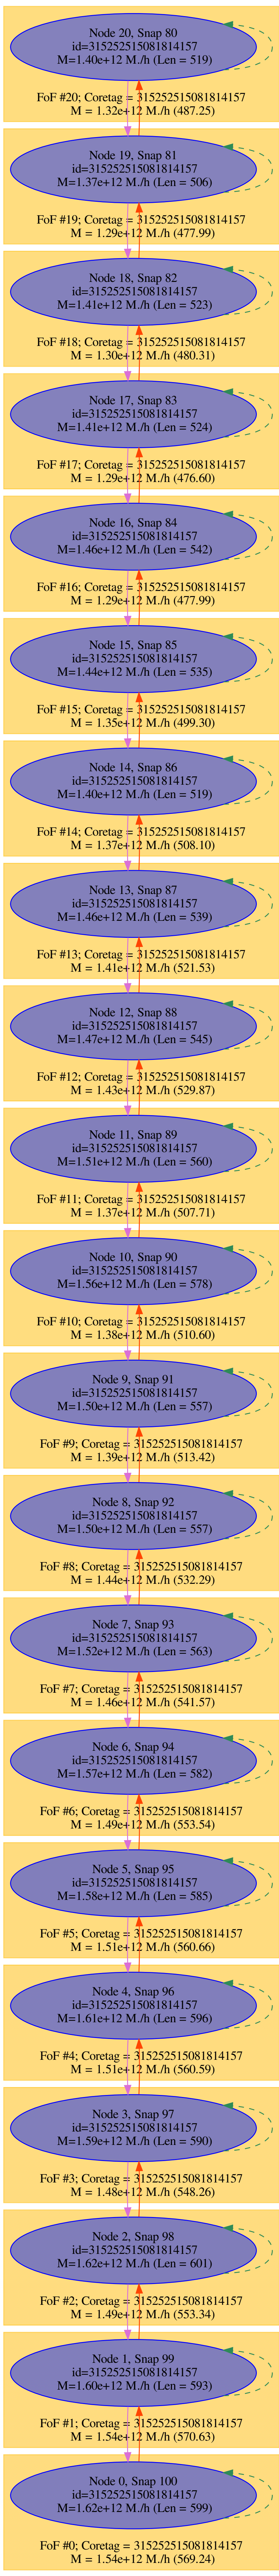 Node 20, Snap 80
id=315252515081814157
M=1.40e+12 M./h (Len = 519)
FoF #20; Coretag = 315252515081814157
M = 1.32e+12 M./h (487.25)
Node 19, Snap 81
id=315252515081814157
M=1.37e+12 M./h (Len = 506)
FoF #19; Coretag = 315252515081814157
M = 1.29e+12 M./h (477.99)
Node 18, Snap 82
id=315252515081814157
M=1.41e+12 M./h (Len = 523)
FoF #18; Coretag = 315252515081814157
M = 1.30e+12 M./h (480.31)
Node 17, Snap 83
id=315252515081814157
M=1.41e+12 M./h (Len = 524)
FoF #17; Coretag = 315252515081814157
M = 1.29e+12 M./h (476.60)
Node 16, Snap 84
id=315252515081814157
M=1.46e+12 M./h (Len = 542)
FoF #16; Coretag = 315252515081814157
M = 1.29e+12 M./h (477.99)
Node 15, Snap 85
id=315252515081814157
M=1.44e+12 M./h (Len = 535)
FoF #15; Coretag = 315252515081814157
M = 1.35e+12 M./h (499.30)
Node 14, Snap 86
id=315252515081814157
M=1.40e+12 M./h (Len = 519)
FoF #14; Coretag = 315252515081814157
M = 1.37e+12 M./h (508.10)
Node 13, Snap 87
id=315252515081814157
M=1.46e+12 M./h (Len = 539)
FoF #13; Coretag = 315252515081814157
M = 1.41e+12 M./h (521.53)
Node 12, Snap 88
id=315252515081814157
M=1.47e+12 M./h (Len = 545)
FoF #12; Coretag = 315252515081814157
M = 1.43e+12 M./h (529.87)
Node 11, Snap 89
id=315252515081814157
M=1.51e+12 M./h (Len = 560)
FoF #11; Coretag = 315252515081814157
M = 1.37e+12 M./h (507.71)
Node 10, Snap 90
id=315252515081814157
M=1.56e+12 M./h (Len = 578)
FoF #10; Coretag = 315252515081814157
M = 1.38e+12 M./h (510.60)
Node 9, Snap 91
id=315252515081814157
M=1.50e+12 M./h (Len = 557)
FoF #9; Coretag = 315252515081814157
M = 1.39e+12 M./h (513.42)
Node 8, Snap 92
id=315252515081814157
M=1.50e+12 M./h (Len = 557)
FoF #8; Coretag = 315252515081814157
M = 1.44e+12 M./h (532.29)
Node 7, Snap 93
id=315252515081814157
M=1.52e+12 M./h (Len = 563)
FoF #7; Coretag = 315252515081814157
M = 1.46e+12 M./h (541.57)
Node 6, Snap 94
id=315252515081814157
M=1.57e+12 M./h (Len = 582)
FoF #6; Coretag = 315252515081814157
M = 1.49e+12 M./h (553.54)
Node 5, Snap 95
id=315252515081814157
M=1.58e+12 M./h (Len = 585)
FoF #5; Coretag = 315252515081814157
M = 1.51e+12 M./h (560.66)
Node 4, Snap 96
id=315252515081814157
M=1.61e+12 M./h (Len = 596)
FoF #4; Coretag = 315252515081814157
M = 1.51e+12 M./h (560.59)
Node 3, Snap 97
id=315252515081814157
M=1.59e+12 M./h (Len = 590)
FoF #3; Coretag = 315252515081814157
M = 1.48e+12 M./h (548.26)
Node 2, Snap 98
id=315252515081814157
M=1.62e+12 M./h (Len = 601)
FoF #2; Coretag = 315252515081814157
M = 1.49e+12 M./h (553.34)
Node 1, Snap 99
id=315252515081814157
M=1.60e+12 M./h (Len = 593)
FoF #1; Coretag = 315252515081814157
M = 1.54e+12 M./h (570.63)
Node 0, Snap 100
id=315252515081814157
M=1.62e+12 M./h (Len = 599)
FoF #0; Coretag = 315252515081814157
M = 1.54e+12 M./h (569.24)